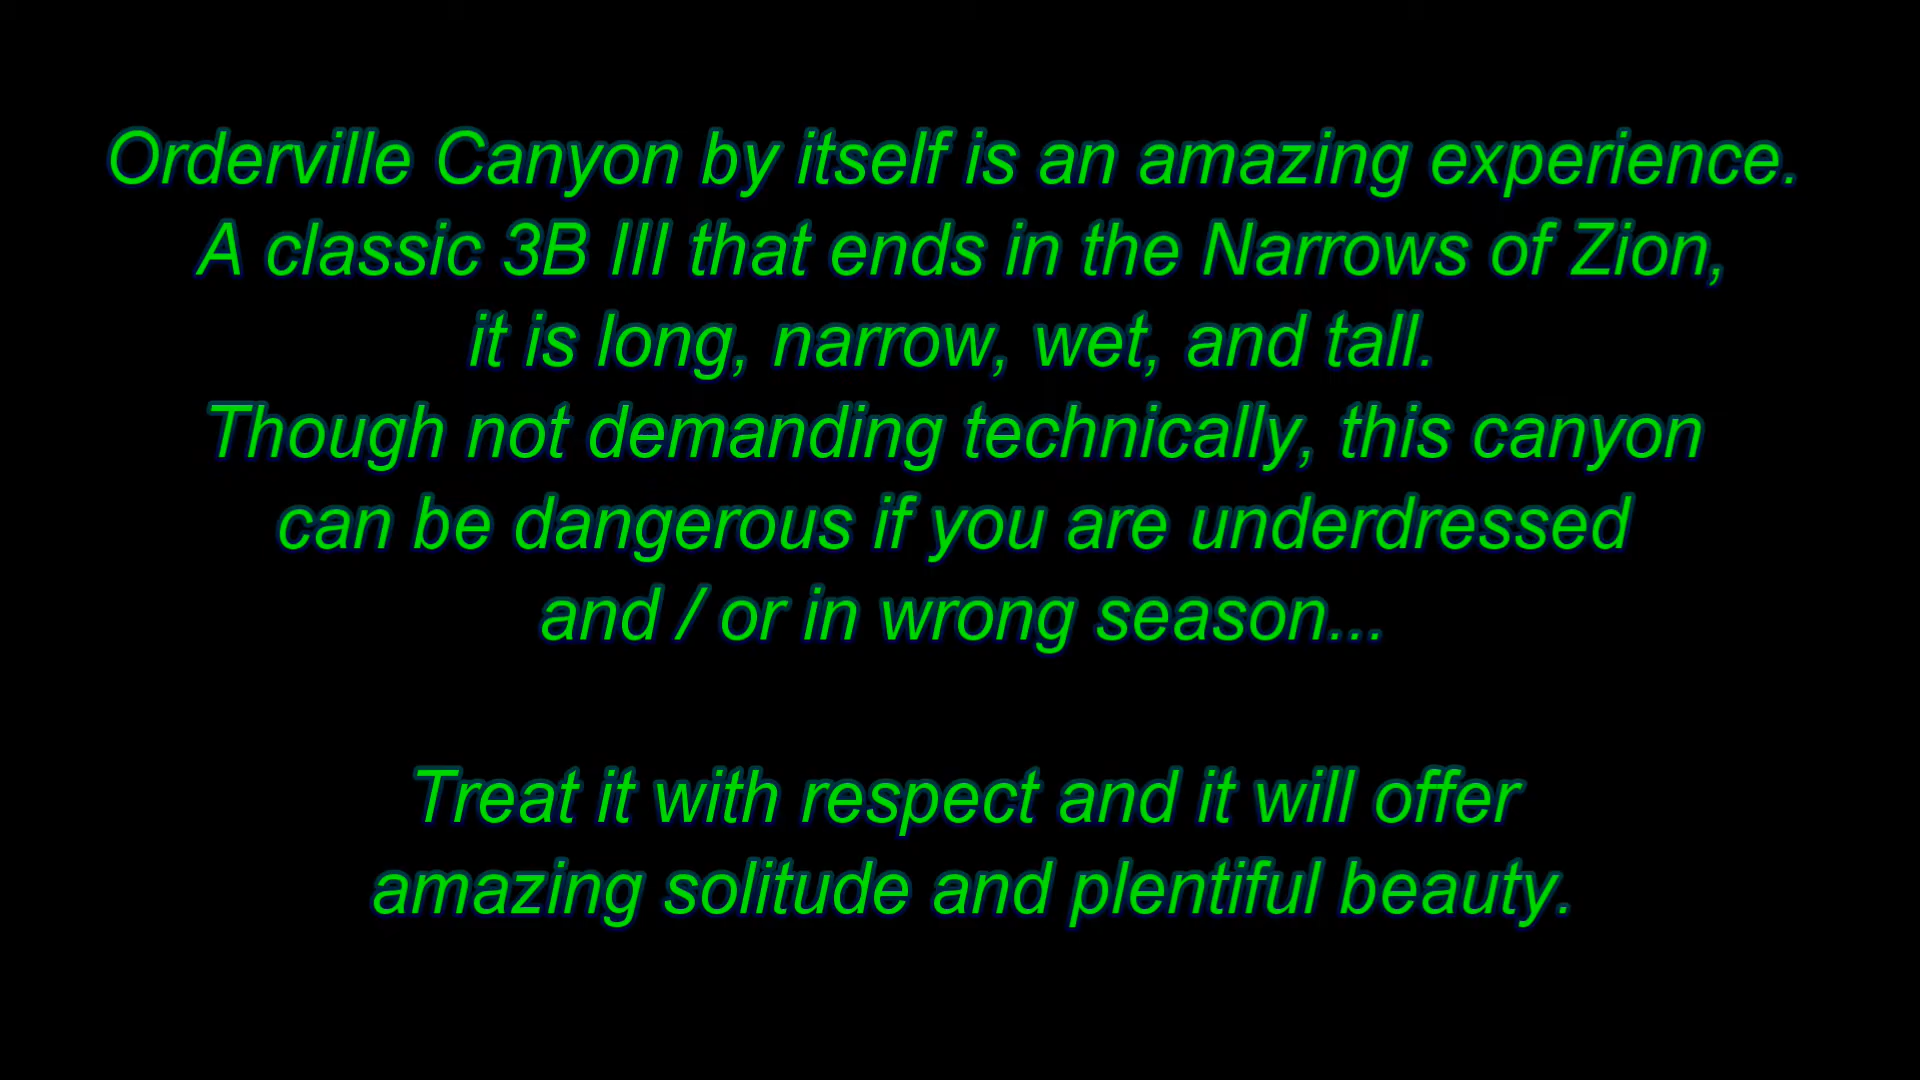 Orderville Canyon by itself is an amazing experience.
A classic 3B III that ends in the Narrows of Zion,
it is long, narrow, wet, and tall.
Though not demanding technically, this canyon
can be dangerous if you are underdressed
and / or in wrong season...
Treat it with respect and it will offer
amazing solitude and plentiful beauty.